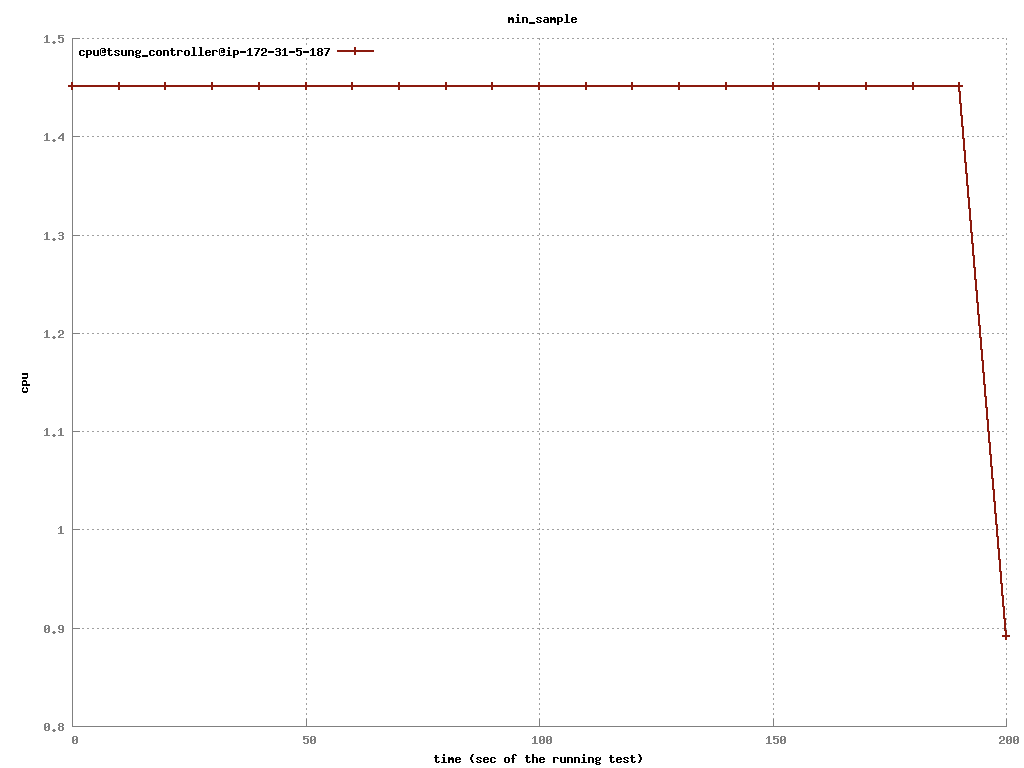 min_sample
cpu@tsung_controller@ip-172-31-5-187
1.5
1.4
1.3
1.2
1.1
1
0.9
0.8
cpu
0 50 100 150 200
time (sec of the running test)